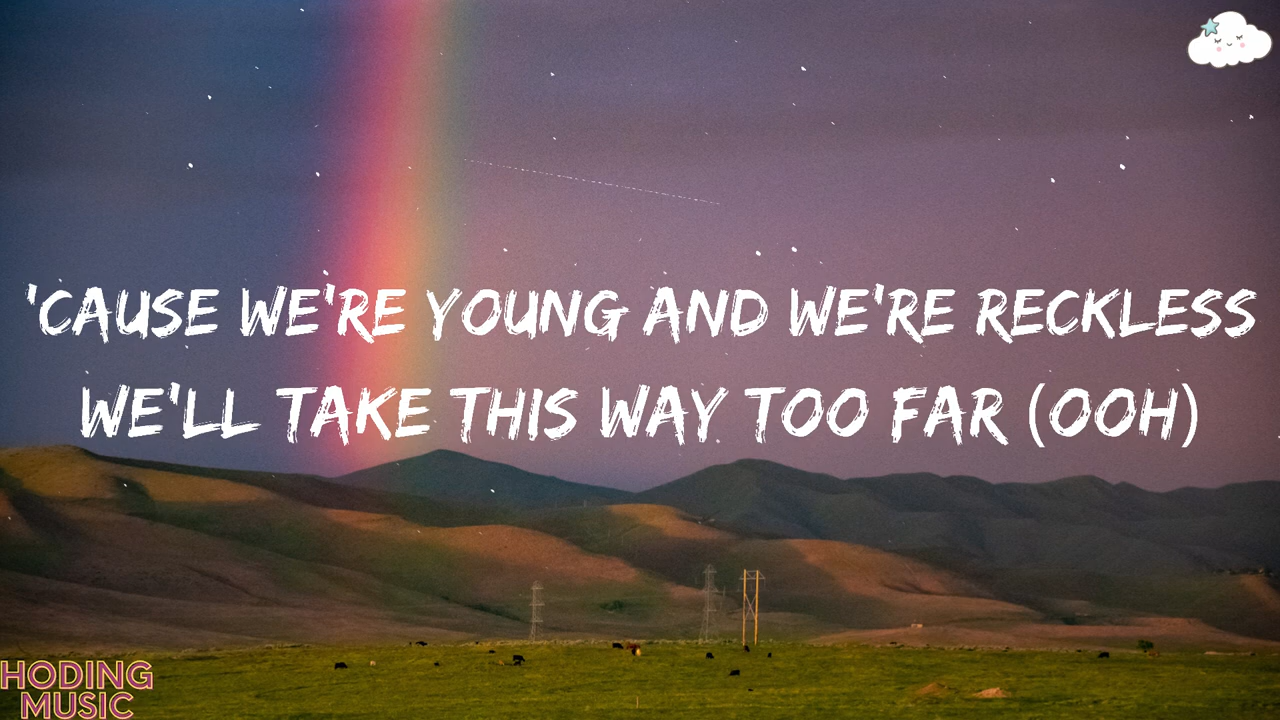 'CAUSE WE'RE YOUNG AND WE'RE RECKLESS
WE'LL TAKE THIS WAY TOO FAR (OOH)
HODING
MUSIC